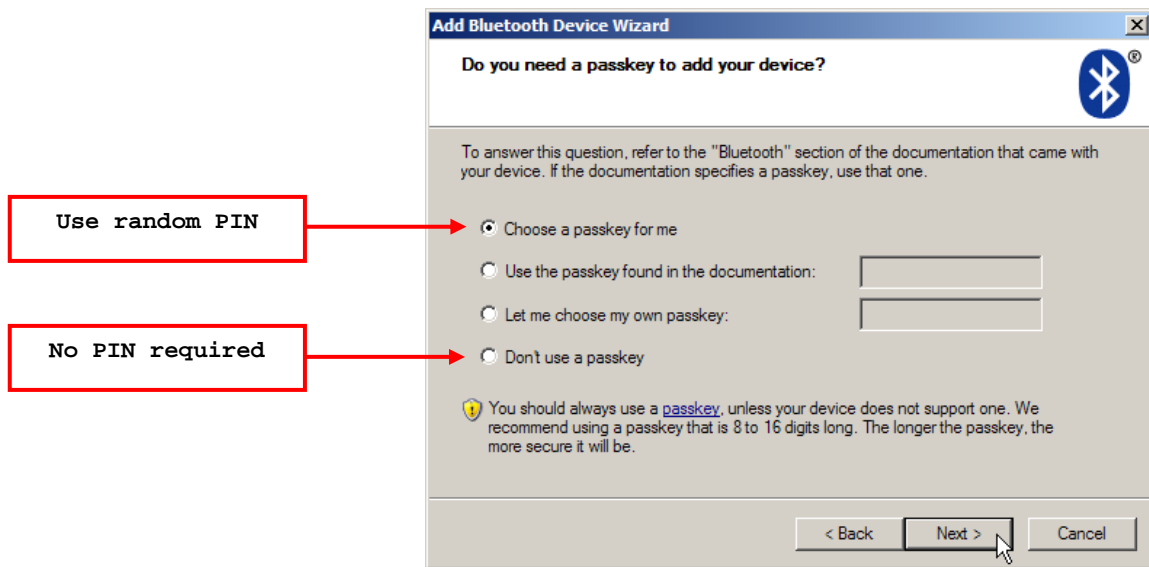 Add Bluetooth Device Wizard
Do you need a passkey to add your device?
®
To answer this question, refer to the "Bluetooth" section of the documentation that came with
your device. If the documentation specifies a passkey, use that one.
Use random PIN
Choose a passkey for me
Use the passkey found in the documentation:
Let me choose my own passkey:
No PIN required
Don't use a passkey
You should always use a passkey, unless your device does not support one. We
recommend using a passkey that is 8 to 16 digits long. The longer the passkey, the
more secure it will be.
< Back Next > Cancel